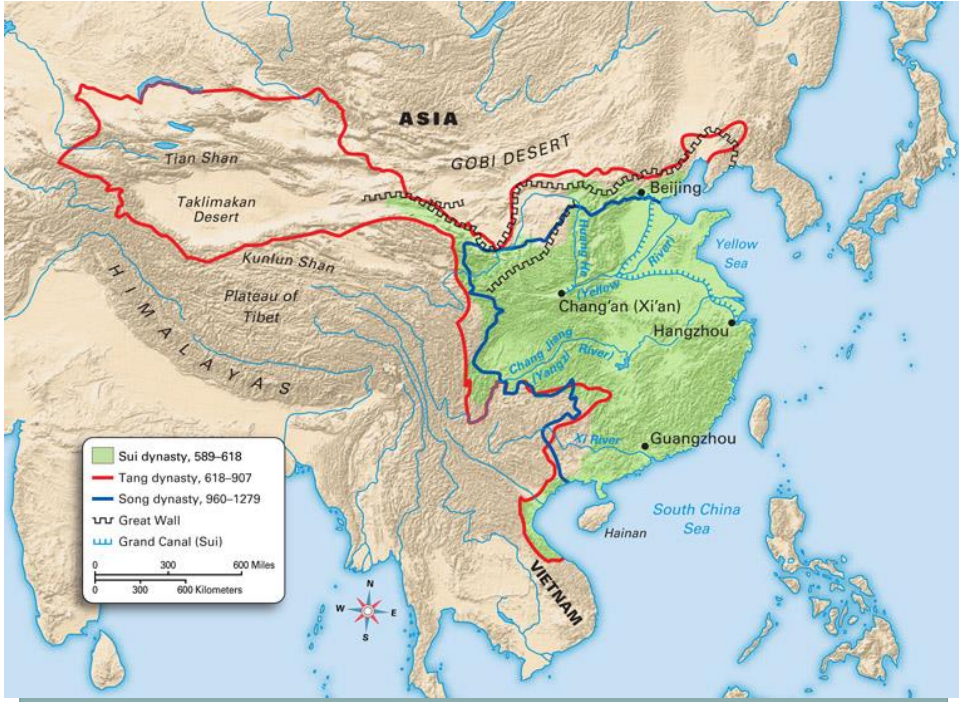 ASIA
GOBI DESERT
Tian Shan
Taklimakan
Desert
Beijing
Kunlun Shan
Huang He
(Yellow
River)
Yellow
Sea
Plateau of
Tibet
HIMALAYAS
Chang'an (Xi'an)
Hangzhou
Chang Jiang
(Yangzi River)
Xi River
Guangzhou
South China
Sea
Hainan
VIETNAM
Sui dynasty, 589–618
Tang dynasty, 618–907
Song dynasty, 960–1279
Great Wall
Grand Canal (Sui)
0 300 600 Miles
0 300 600 Kilometers
N
W E
S